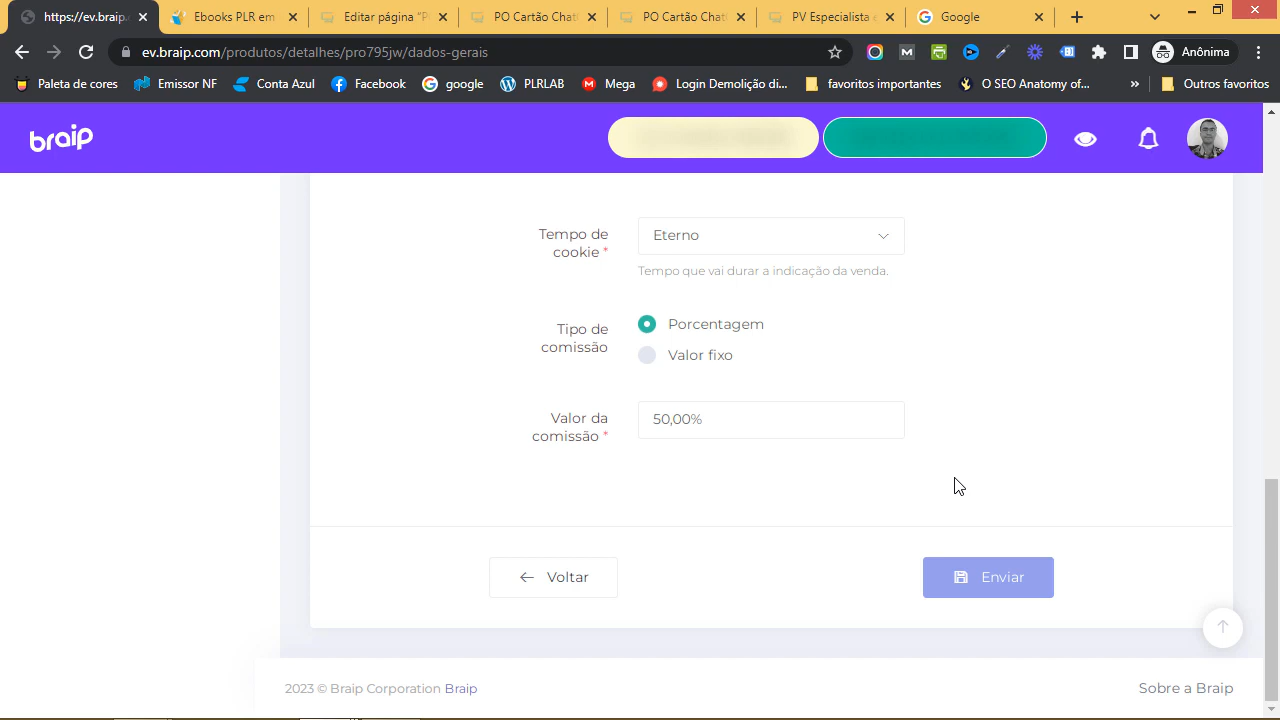 https://ev.braip.
Ebooks PLR em
Editar página "P
PO Cartão Chat
PO Cartão Chat
PV Especialista e
Google
ev.braip.com/produtos/detalhes/pro795jw/dados-gerais
Anônima
Paleta de cores
Emissor NF
Conta Azul
Facebook
google
PLRLAB
Mega
Login Demolição di...
favoritos importantes
O SEO Anatomy of...
»
Outros favoritos
braip
Tempo de
cookie *
Eterno
Tempo que vai durar a indicação da venda.
Tipo de
comissão
Porcentagem
Valor fixo
Valor da
comissão *
50,00%
Voltar
Enviar
2023 © Braip Corporation Braip
Sobre a Braip